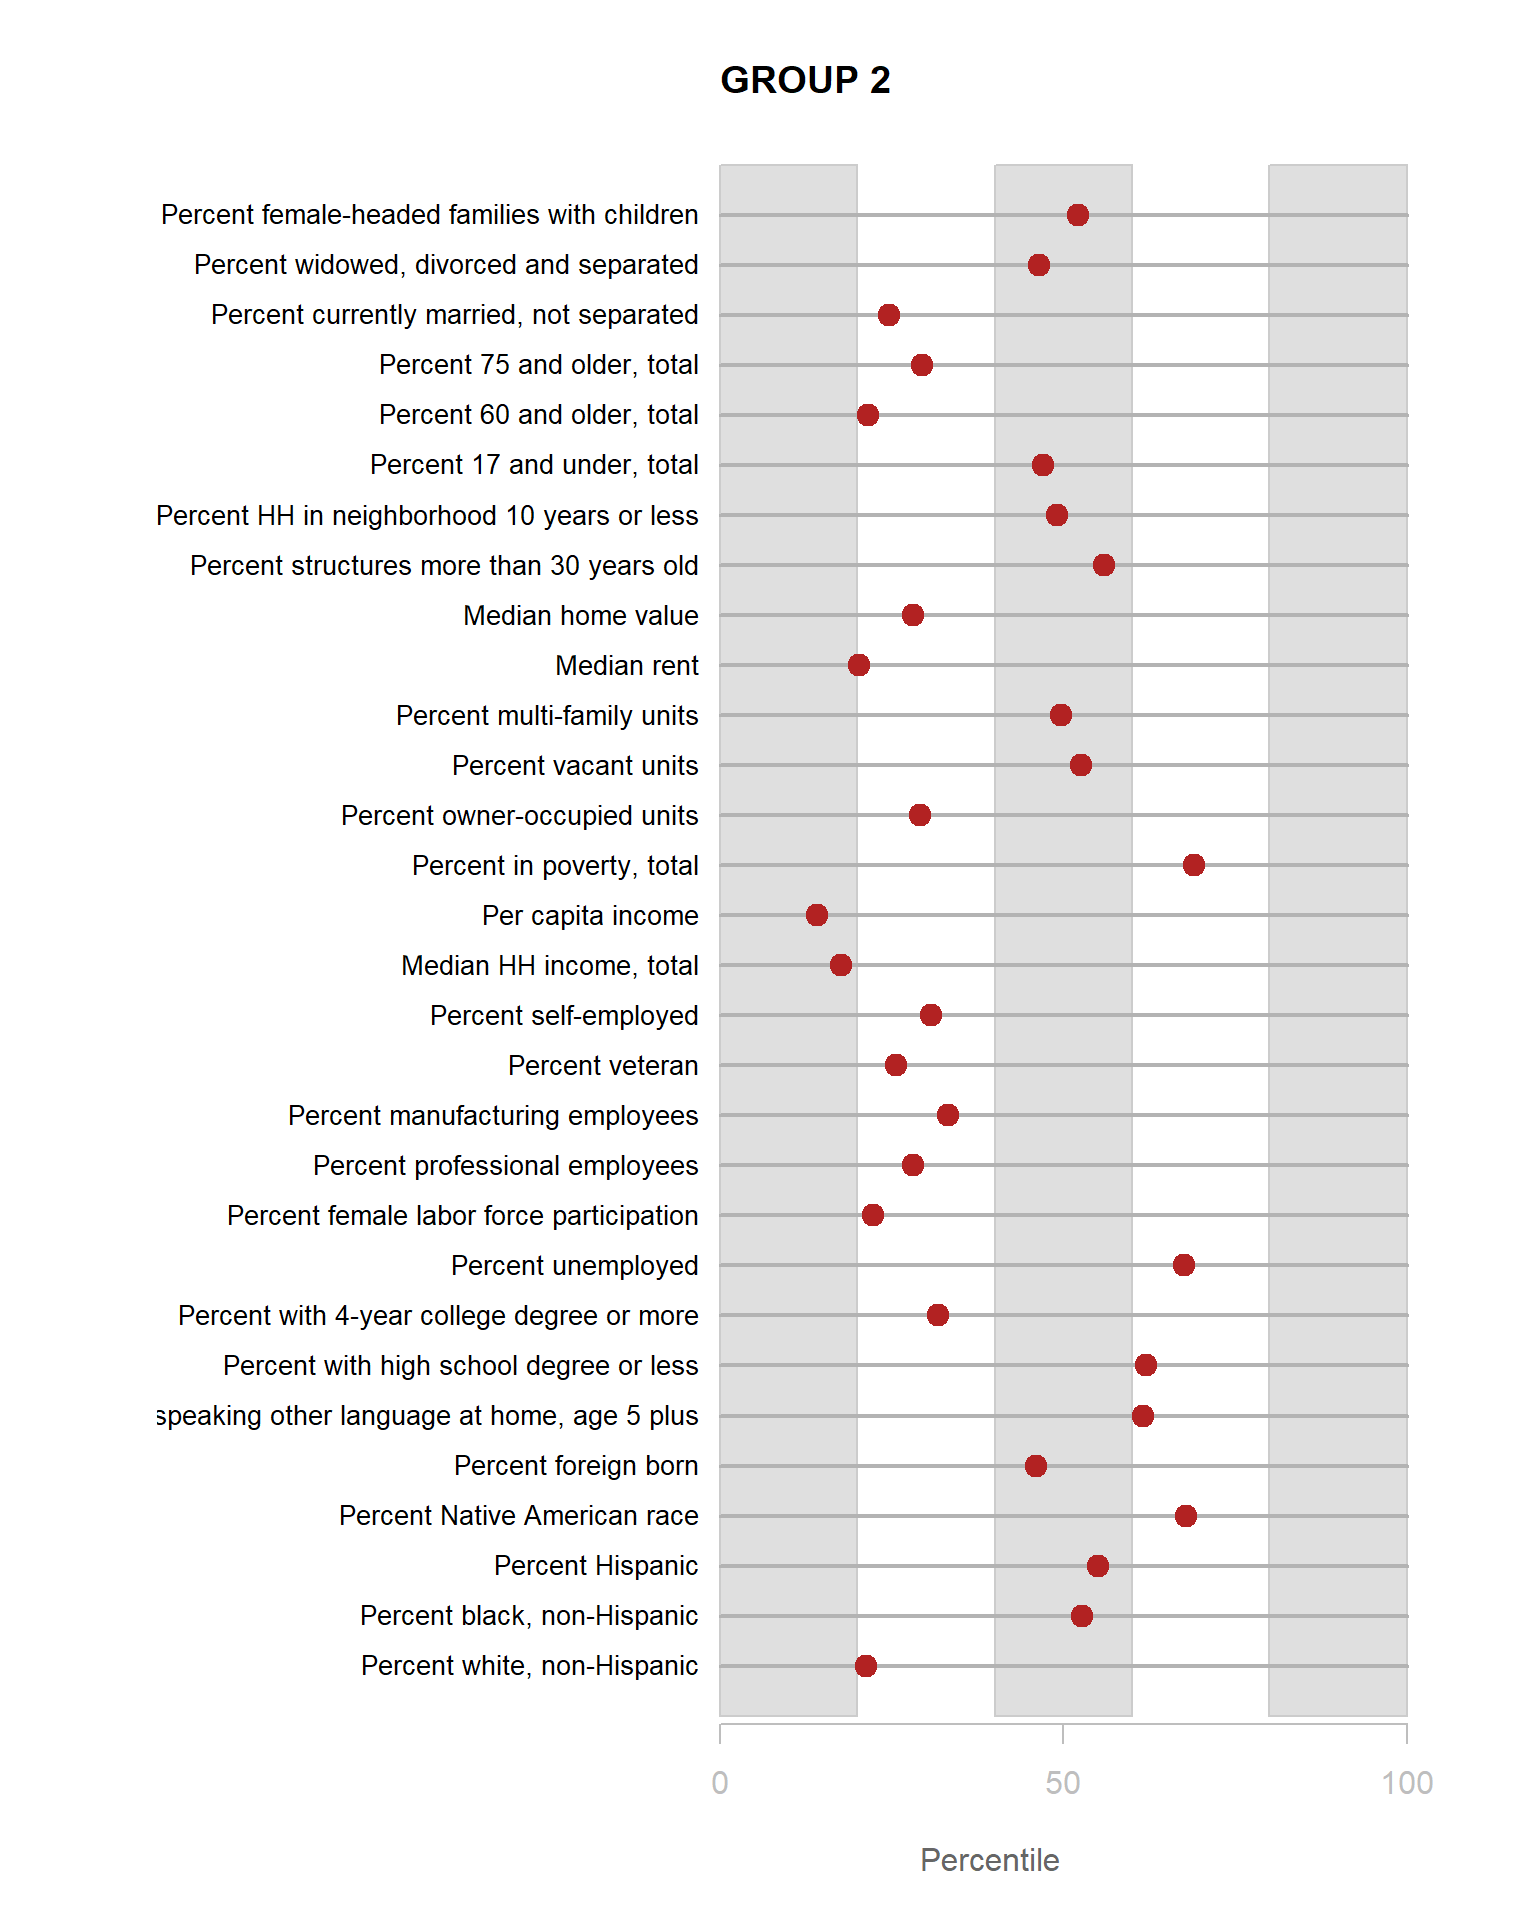 GROUP 2
Percent female-headed families with children
Percent widowed, divorced and separated
Percent currently married, not separated
Percent 75 and older, total
Percent 60 and older, total
Percent 17 and under, total
Percent HH in neighborhood 10 years or less
Percent structures more than 30 years old
Median home value
Median rent
Percent multi-family units
Percent vacant units
Percent owner-occupied units
Percent in poverty, total
Per capita income
Median HH income, total
Percent self-employed
Percent veteran
Percent manufacturing employees
Percent professional employees
Percent female labor force participation
Percent unemployed
Percent with 4-year college degree or more
Percent with high school degree or less
speaking other language at home, age 5 plus
Percent foreign born
Percent Native American race
Percent Hispanic
Percent black, non-Hispanic
Percent white, non-Hispanic
0 50 100
Percentile